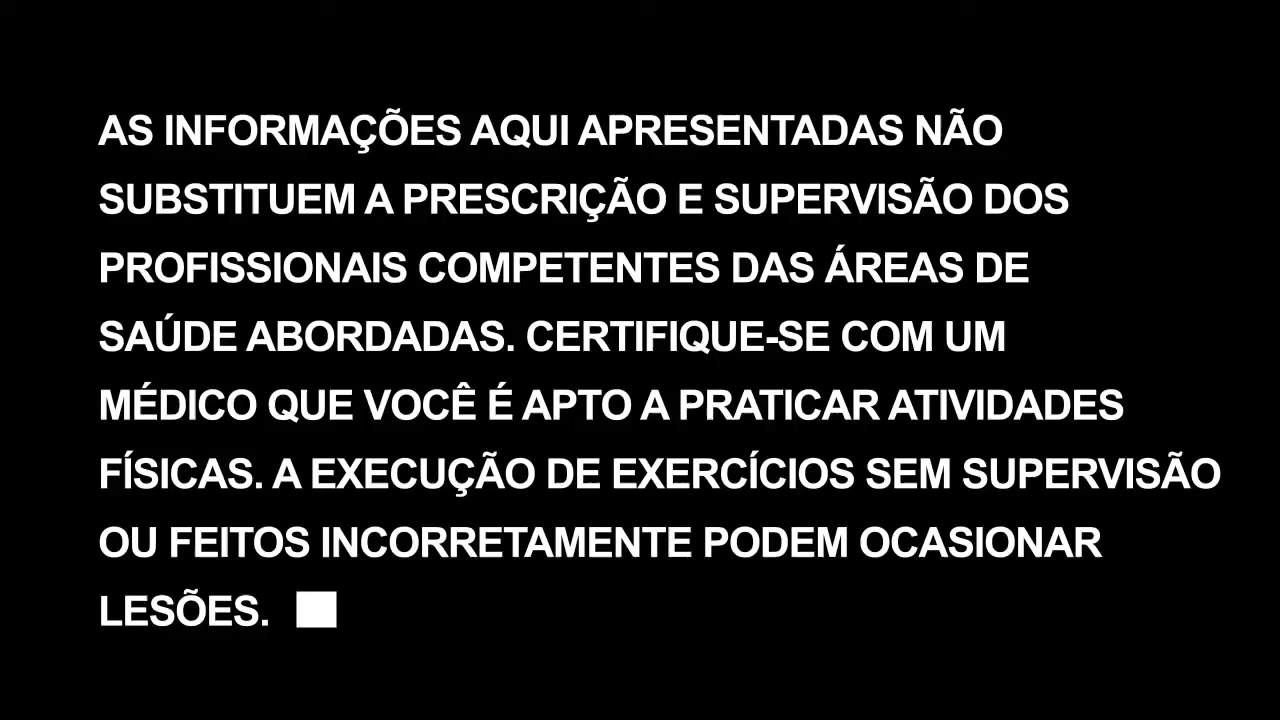 AS INFORMAÇÕES AQUI APRESENTADAS NÃO
SUBSTITUEM A PRESCRIÇÃO E SUPERVISÃO DOS
PROFISSIONAIS COMPETENTES DAS ÁREAS DE
SAÚDE ABORDADAS. CERTIFIQUE-SE COM UM
MÉDICO QUE VOCÊ É APTO A PRATICAR ATIVIDADES
FÍSICAS. A EXECUÇÃO DE EXERCÍCIOS SEM SUPERVISÃO
OU FEITOS INCORRETAMENTE PODEM OCASIONAR
LESÕES.